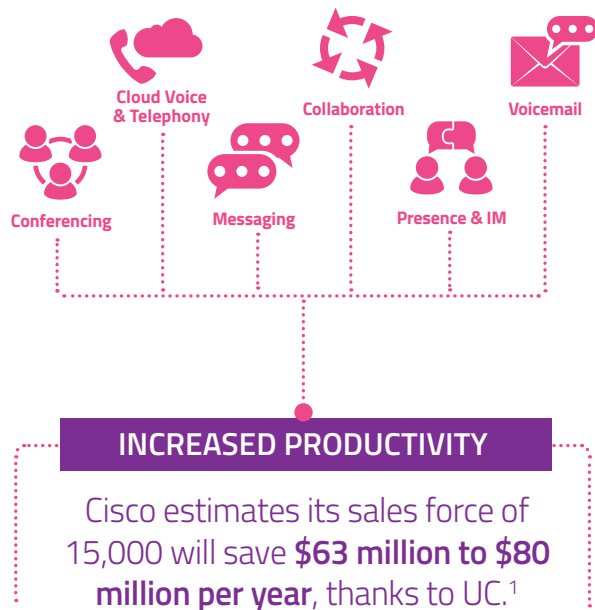 Cloud Voice
& Telephony
Collaboration
Voicemail
Conferencing
Messaging
Presence & IM
INCREASED PRODUCTIVITY
Cisco estimates its sales force of
15,000 will save $63 million to $80
million per year, thanks to UC.¹